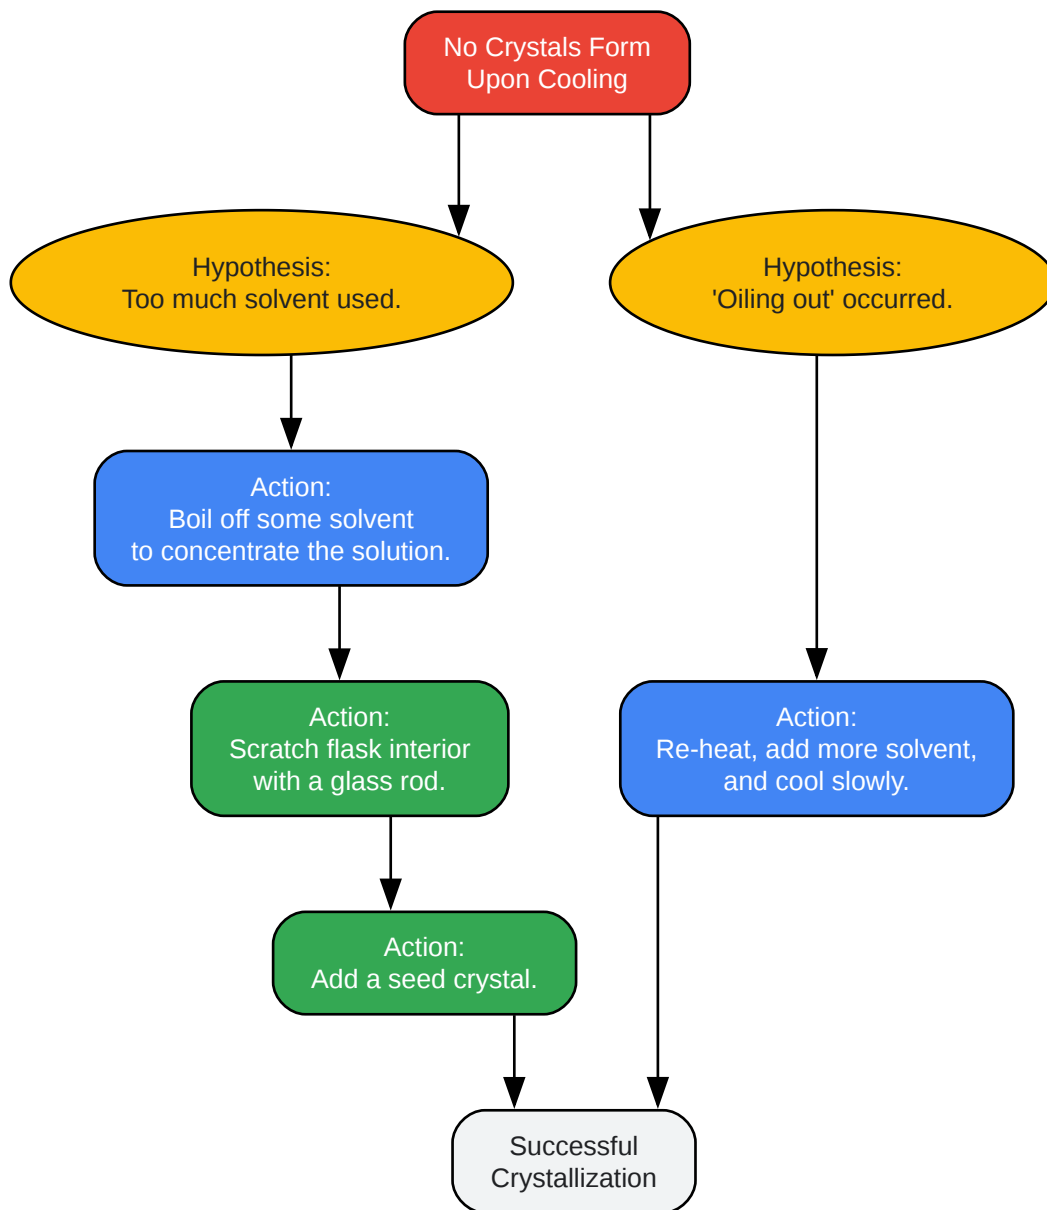 No Crystals Form
Upon Cooling
Hypothesis:
Too much solvent used.
Hypothesis:
'Oiling out' occurred.
Action:
Boil off some solvent
to concentrate the solution.
Action:
Scratch flask interior
with a glass rod.
Action:
Re-heat, add more solvent,
and cool slowly.
Action:
Add a seed crystal.
Successful
Crystallization